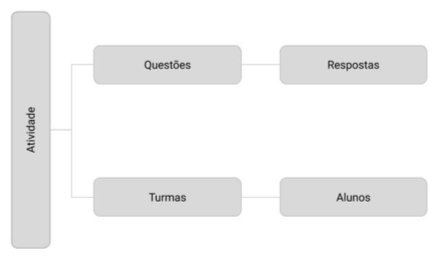 Atividade
Questões
Respostas
Turmas
Alunos